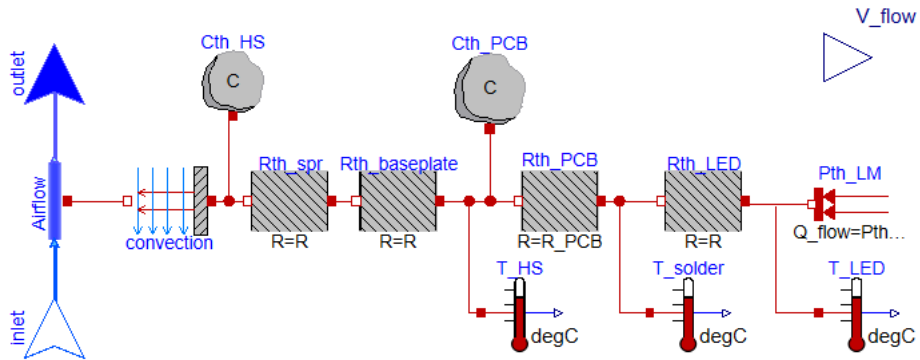 V_flow
Cth_HS
Cth_PCB
outlet
C
C
Rth_spr
Rth_baseplate
Rth_PCB
Rth_LED
Pth_LM
Airflow
convection
R=R
R=R
R=R_PCB
R=R
Q_flow=Pth...
T_HS
T_solder
T_LED
inlet
degC
degC
degC